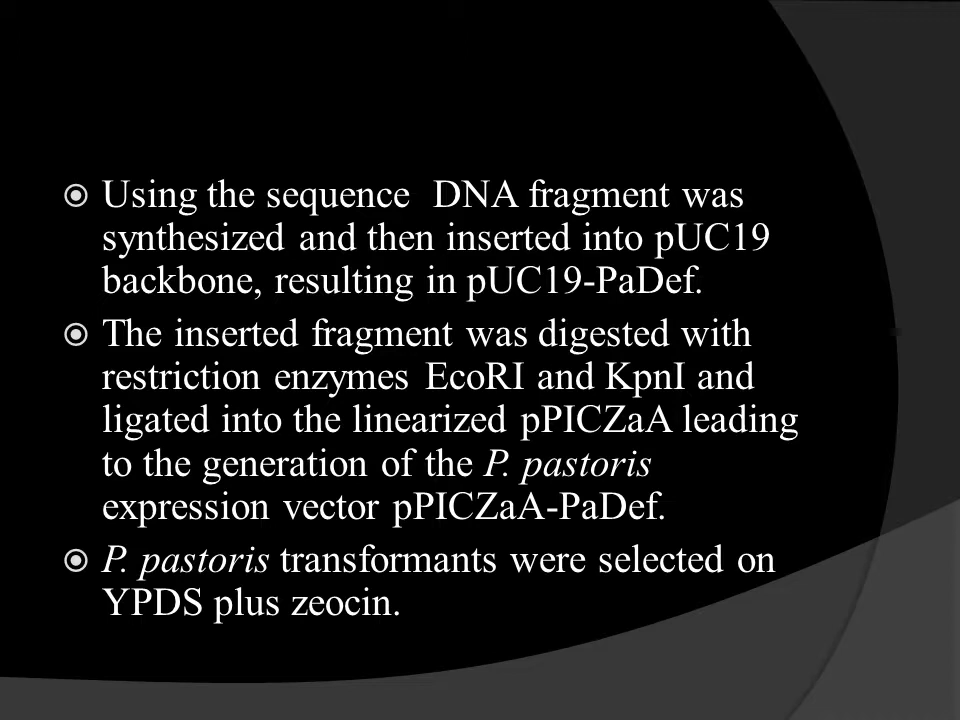 Using the sequence  DNA fragment was
synthesized and then inserted into pUC19
backbone, resulting in pUC19-PaDef.
The inserted fragment was digested with
restriction enzymes EcoRI and KpnI and
ligated into the linearized pPICZaA leading
to the generation of the P. pastoris
expression vector pPICZaA-PaDef.
P. pastoris transformants were selected on
YPDS plus zeocin.